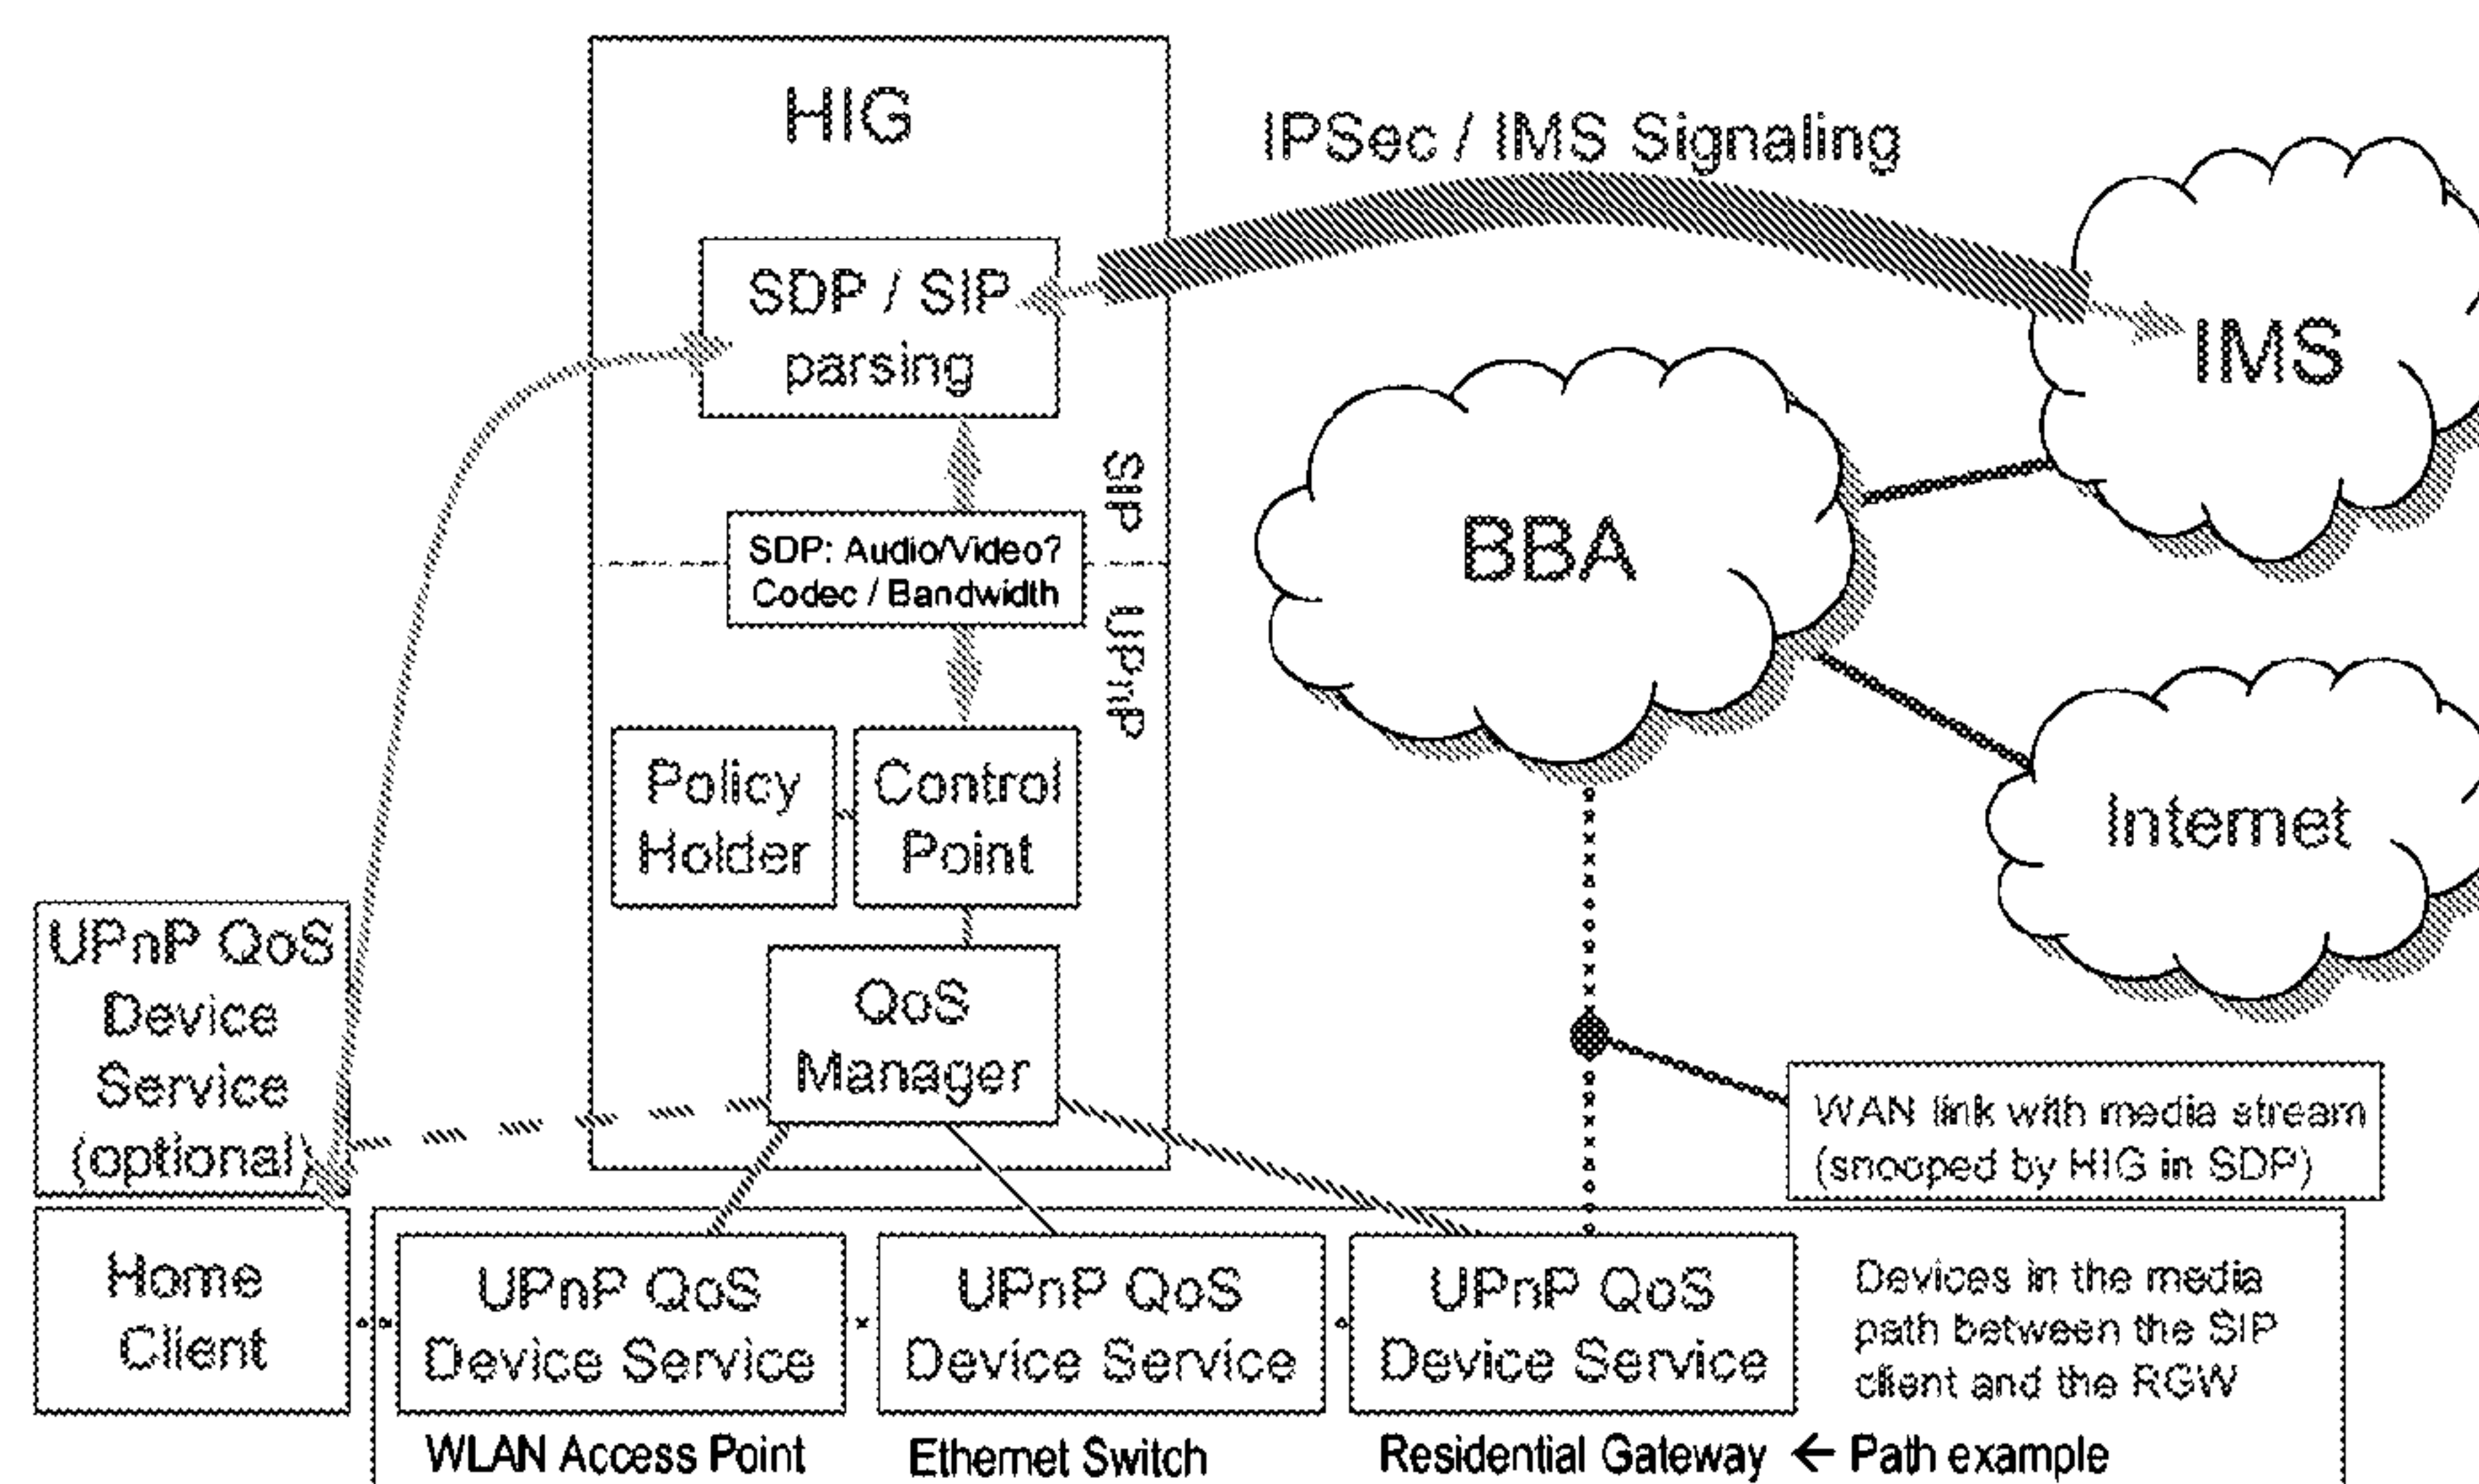 HIG
IPSec / IMS Signaling
SDP / SIP
parsing
IMS
SIP
SDP: Audio/Video?
Codec / Bandwidth
UPnP
BBA
Policy
Holder
Control
Point
Internet
UPnP QoS
Device
Service
(optional)
QoS
Manager
WAN link with media stream
(snooped by HIG in SDP)
Home
Client
UPnP QoS
Device Service
UPnP QoS
Device Service
UPnP QoS
Device Service
Devices in the media
path between the SIP
client and the RGW
WLAN Access Point
Ethernet Switch
Residential Gateway ← Path example